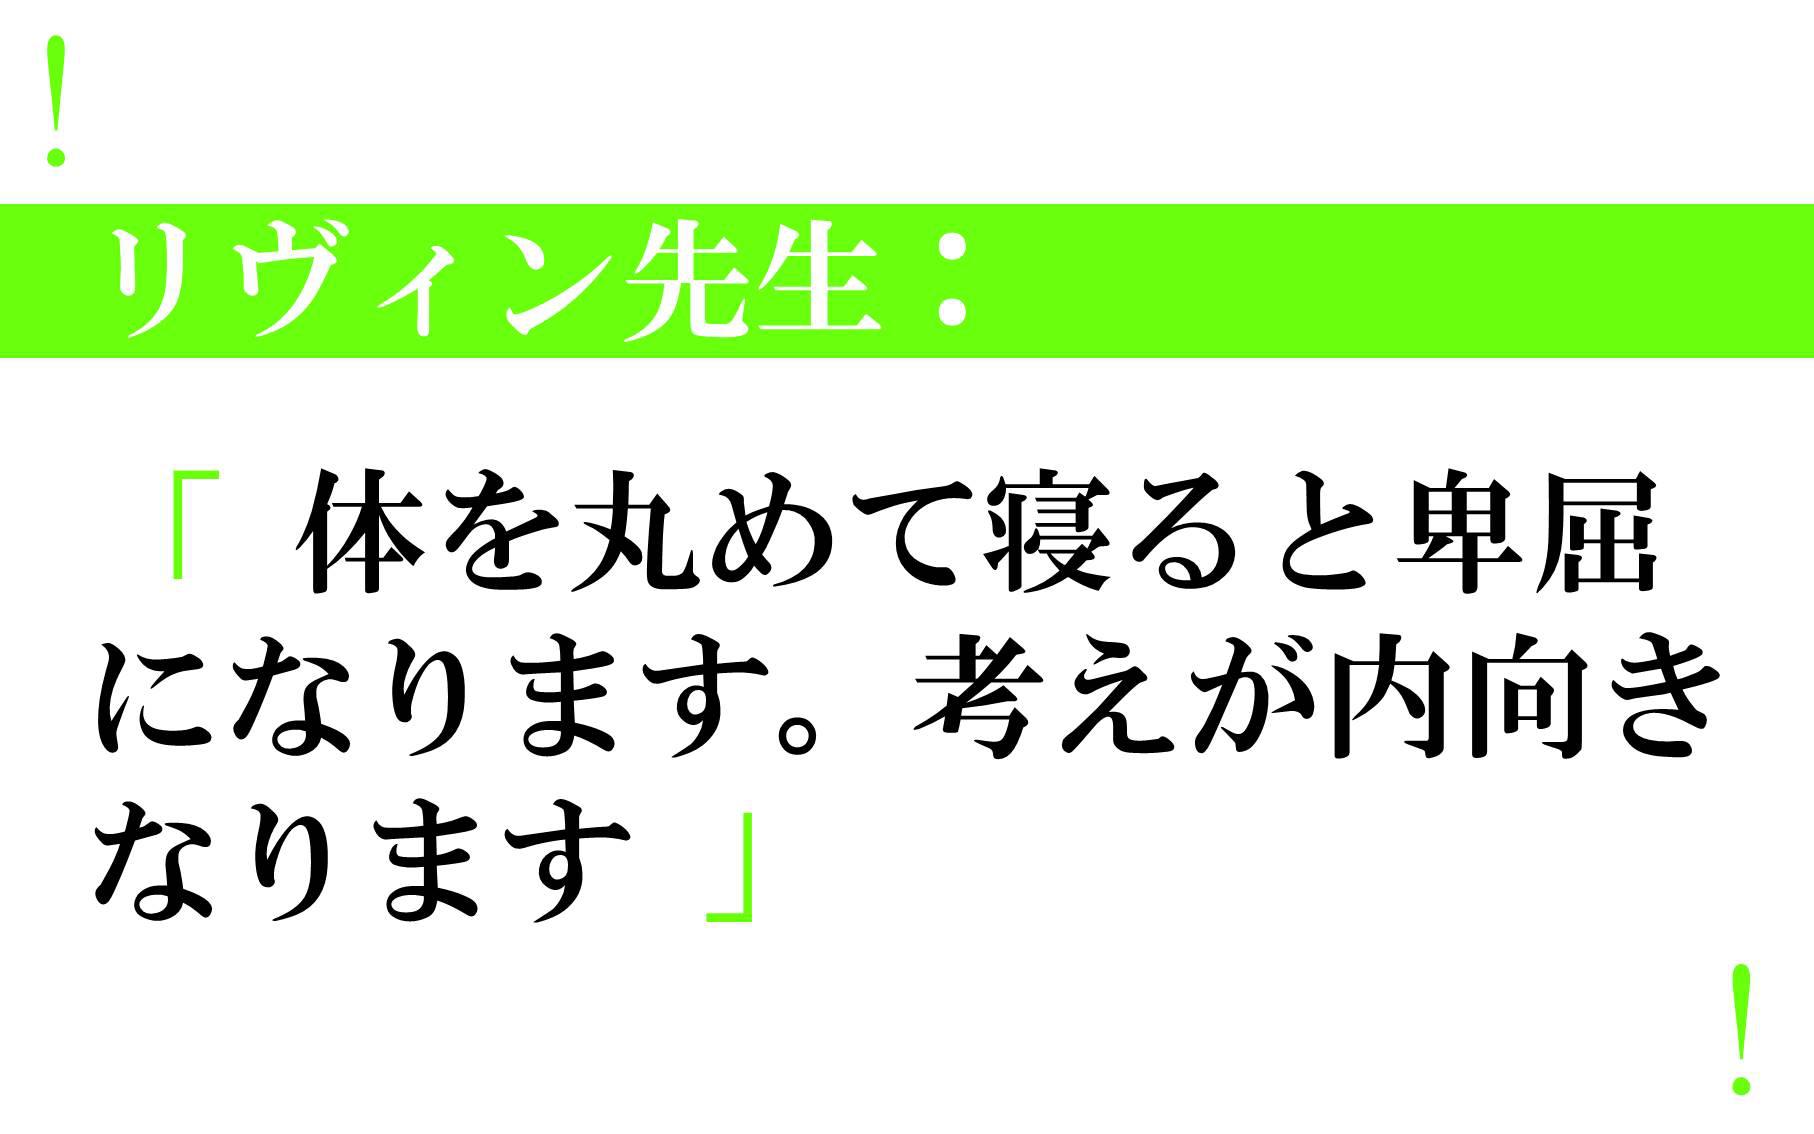 ！
リヴィン先生：
「 体を丸めて寝ると卑屈
になります。考えが内向き
なります 」
！